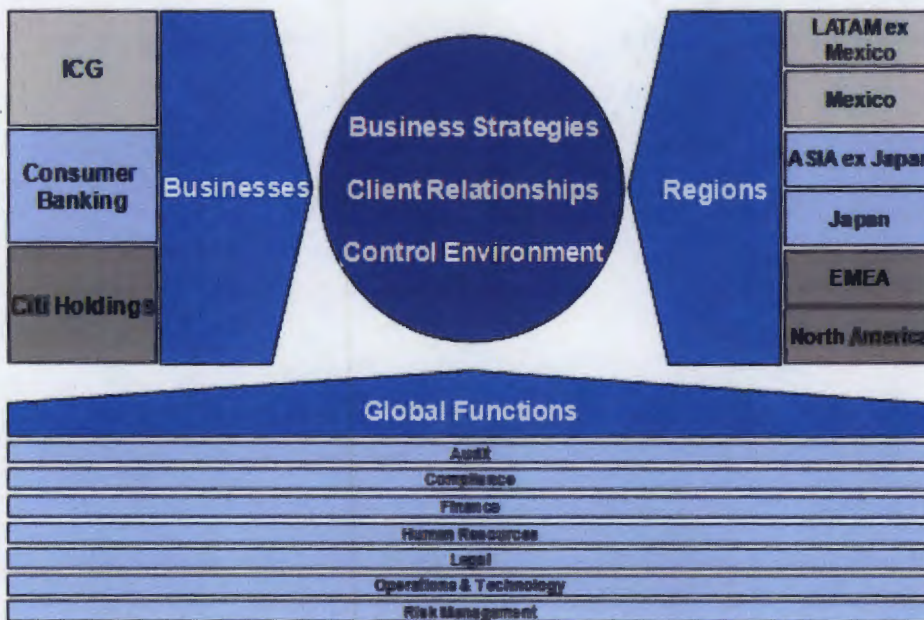 ICG
Consumer
Banking
Citi Holdings
Businesses
Business Strategies
Client Relationships
Control Environment
Regions
LATAM ex
Mexico
Mexico
ASIA ex Japan
Japan
EMEA
North America
Global Functions
Audit
Compliance
Finance
Human Resources
Legal
Operations & Technology
Risk Management